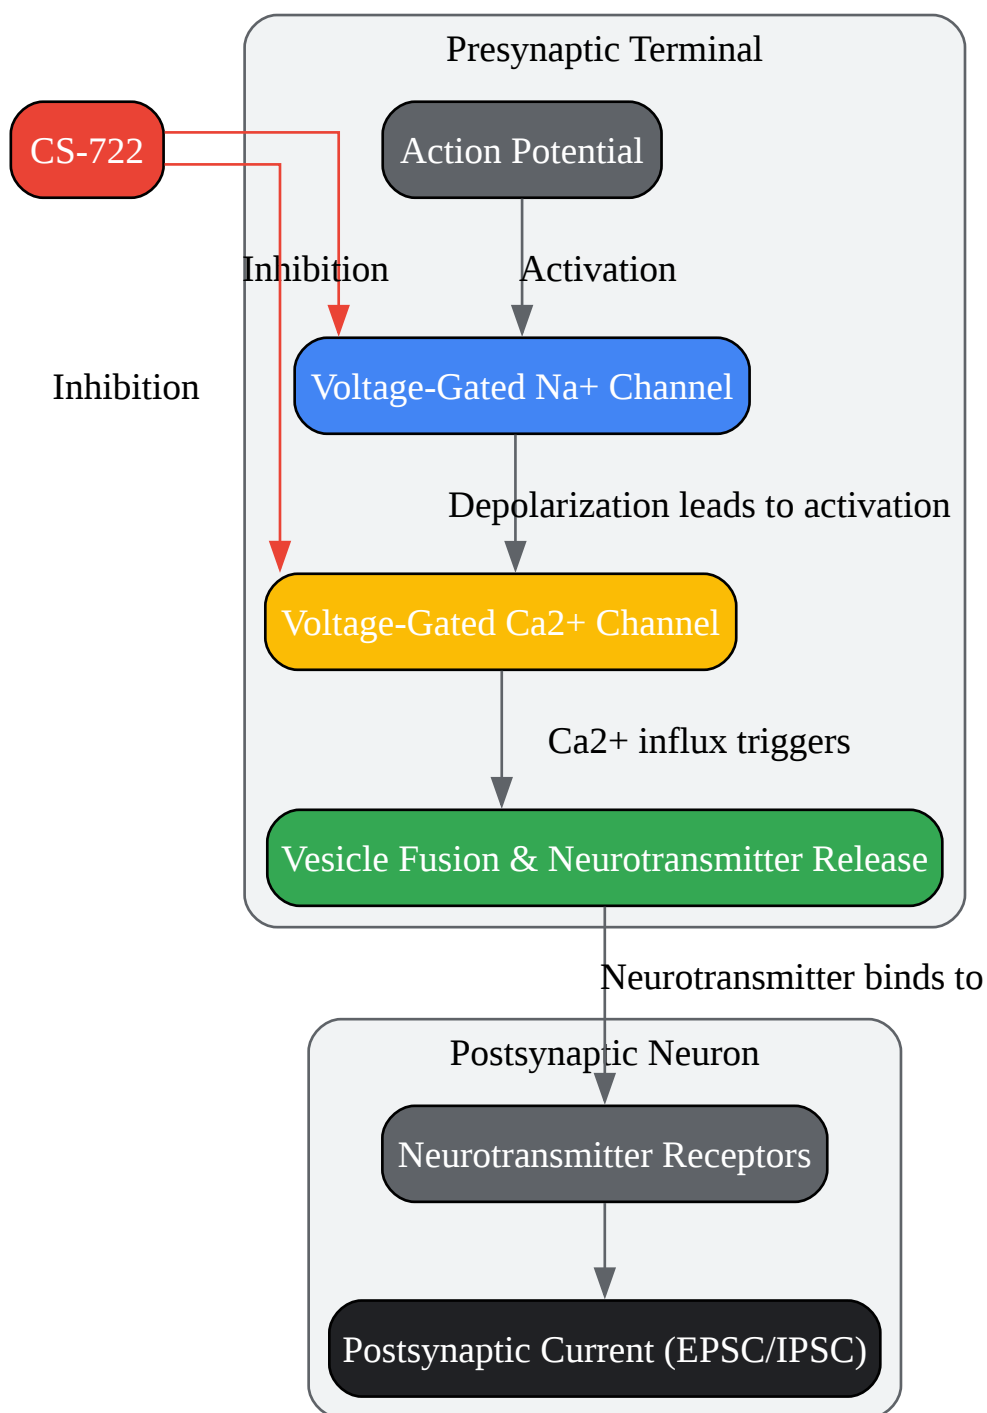 Presynaptic Terminal
CS-722
Action Potential
Inhibition
Activation
Inhibition
Voltage-Gated Na+ Channel
Depolarization leads to activation
Voltage-Gated Ca2+ Channel
Ca2+ influx triggers
Vesicle Fusion & Neurotransmitter Release
Neurotransmitter binds to
Postsynaptic Neuron
Neurotransmitter Receptors
Postsynaptic Current (EPSC/IPSC)